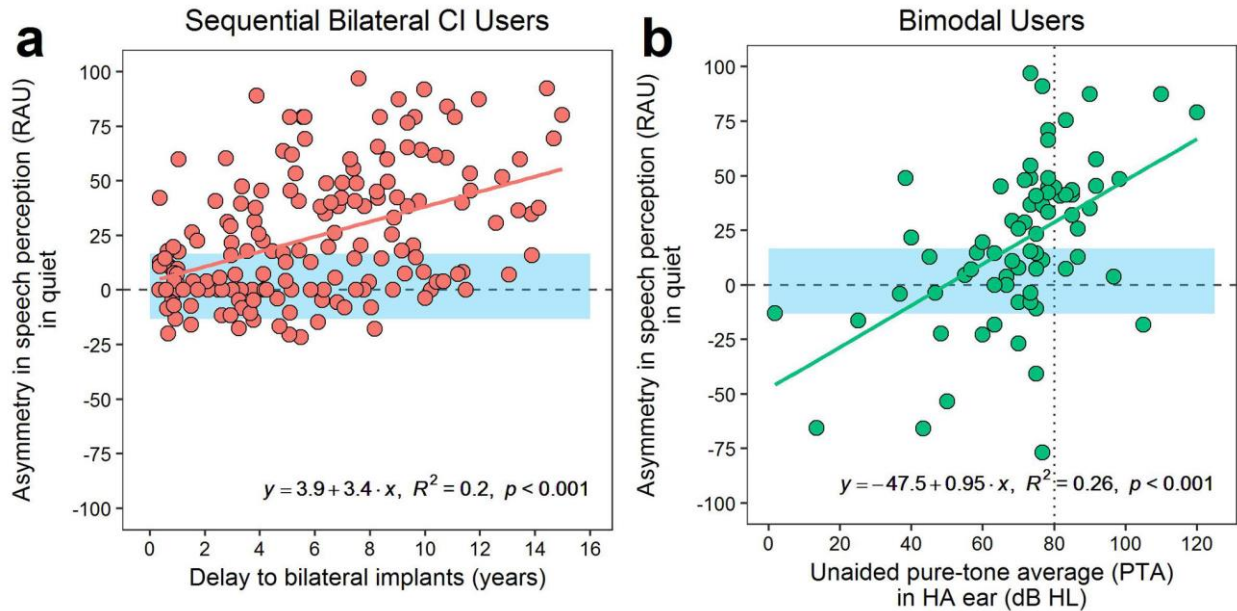 a
Sequential Bilateral CI Users
Asymmetry in speech perception (RAU)
in quiet
100
75
50
25
0
-25
-50
-75
-100
y = 3.9 + 3.4 · x, R² = 0.2, p < 0.001
0 2 4 6 8 10 12 14 16
Delay to bilateral implants (years)
b
Bimodal Users
Asymmetry in speech perception (RAU)
in quiet
100
75
50
25
0
-25
-50
-75
-100
y = −47.5 + 0.95 · x, R² = 0.26, p < 0.001
0 20 40 60 80 100 120
Unaided pure-tone average (PTA)
in HA ear (dB HL)